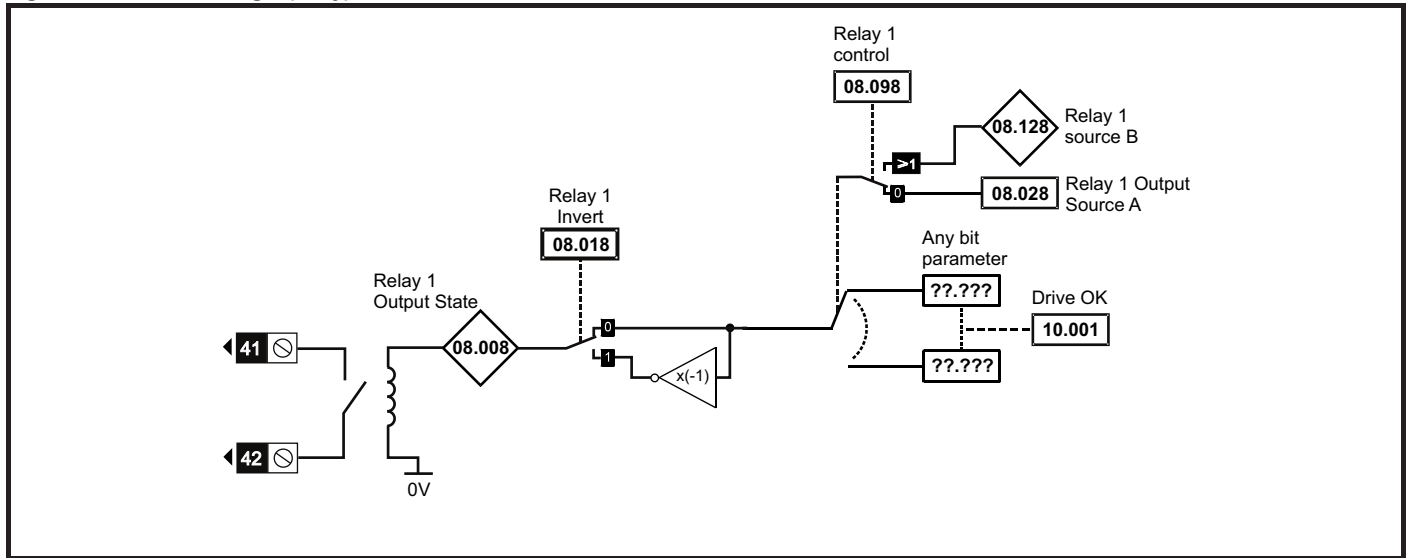 Relay 1
control
08.098
08.128
Relay 1
source B
>1
0
08.028
Relay 1 Output
Source A
Relay 1
Invert
08.018
Any bit
parameter
??.???
Drive OK
10.001
??.???
Relay 1
Output State
08.008
0
1
x(-1)
41
42
0V